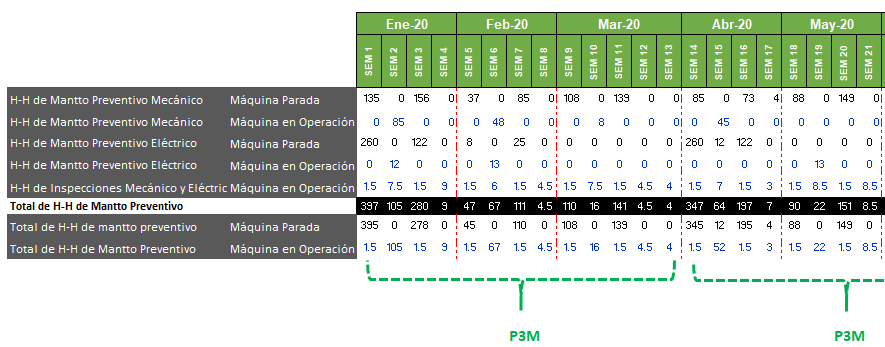 Ene-20 Feb-20 Mar-20 Abr-20 May-20
SEM 1 SEM 2 SEM 3 SEM 4 SEM 5 SEM 6 SEM 7 SEM 8 SEM 9 SEM 10 SEM 11 SEM 12 SEM 13 SEM 14 SEM 15 SEM 16 SEM 17 SEM 18 SEM 19 SEM 20 SEM 21
H-H de Mantto Preventivo Mecánico Máquina Parada 135 0 156 0 37 0 85 0 108 0 139 0 0 85 0 73 4 88 0 149 0
H-H de Mantto Preventivo Mecánico Máquina en Operación 0 85 0 0 0 48 0 0 0 8 0 0 0 0 45 0 0 0 0 0 0
H-H de Mantto Preventivo Eléctrico Máquina Parada 260 0 122 0 8 0 25 0 0 0 0 0 0 260 12 122 0 0 0 0 0
H-H de Mantto Preventivo Eléctrico Máquina en Operación 0 12 0 0 0 13 0 0 0 0 0 0 0 0 0 0 0 0 13 0 0
H-H de Inspecciones Mecánico y Eléctric Máquina en Operación 1.5 7.5 1.5 9 1.5 6 1.5 4.5 1.5 7.5 1.5 4.5 4 1.5 7 1.5 3 1.5 8.5 1.5 8.5
Total de H-H de Mantto Preventivo 397 105 280 9 47 67 111 4.5 110 16 141 4.5 4 347 64 197 7 90 22 151 8.5
Total de H-H de mantto preventivo Máquina Parada 395 0 278 0 45 0 110 0 108 0 139 0 0 345 12 195 4 88 0 149 0
Total de H-H de Mantto Preventivo Máquina en Operación 1.5 105 1.5 9 1.5 67 1.5 4.5 1.5 16 1.5 4.5 4 1.5 52 1.5 3 1.5 22 1.5 8.5
P3M P3M